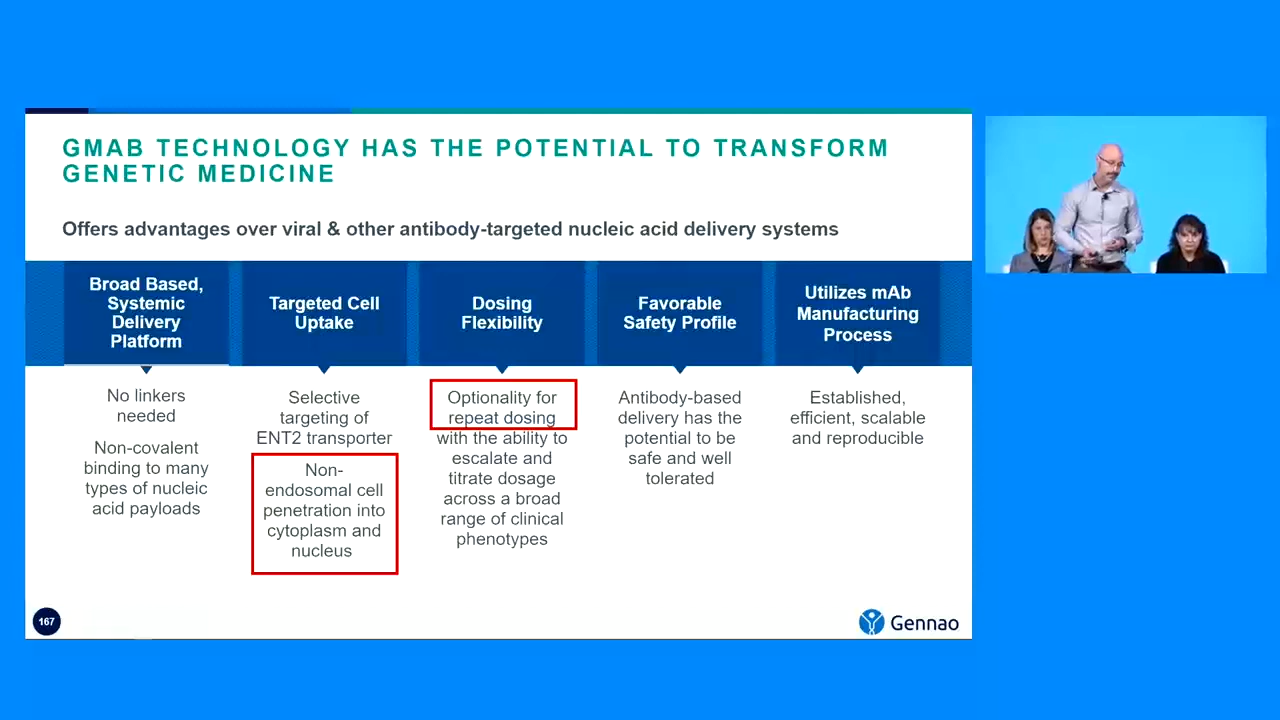 GMAB TECHNOLOGY HAS THE POTENTIAL TO TRANSFORM
GENETIC MEDICINE
Offers advantages over viral & other antibody-targeted nucleic acid delivery systems
Broad Based,
Systemic
Delivery
Platform
No linkers
needed
Non-covalent
binding to many
types of nucleic
acid payloads
Targeted Cell
Uptake
Selective
targeting of
ENT2 transporter
Non-
endosomal cell
penetration into
cytoplasm and
nucleus
Dosing
Flexibility
Optionality for
repeat dosing
with the ability to
escalate and
titrate dosage
across a broad
range of clinical
phenotypes
Favorable
Safety Profile
Antibody-based
delivery has the
potential to be
safe and well
tolerated
Utilizes mAb
Manufacturing
Process
Established,
efficient, scalable
and reproducible
167
Gennao